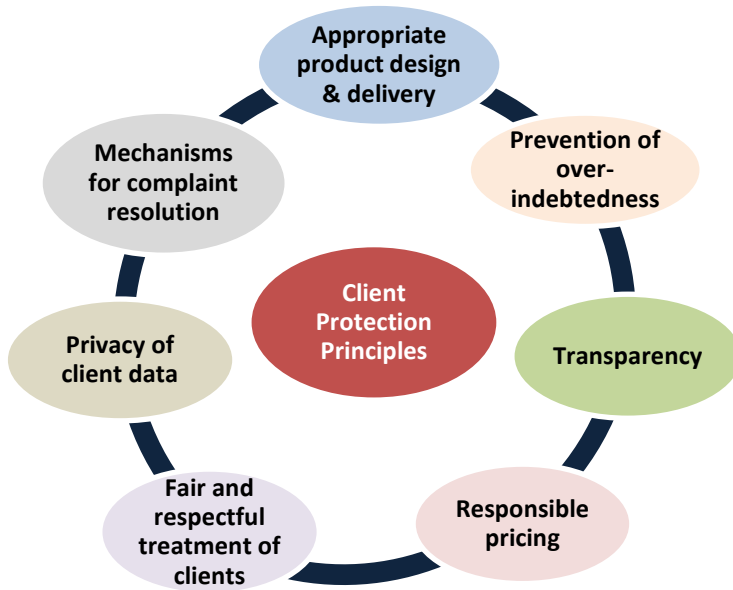 Appropriate
product design
& delivery
Prevention of
over-
indebtedness
Transparency
Responsible
pricing
Fair and
respectful
treatment of
clients
Privacy of
client data
Mechanisms
for complaint
resolution
Client
Protection
Principles